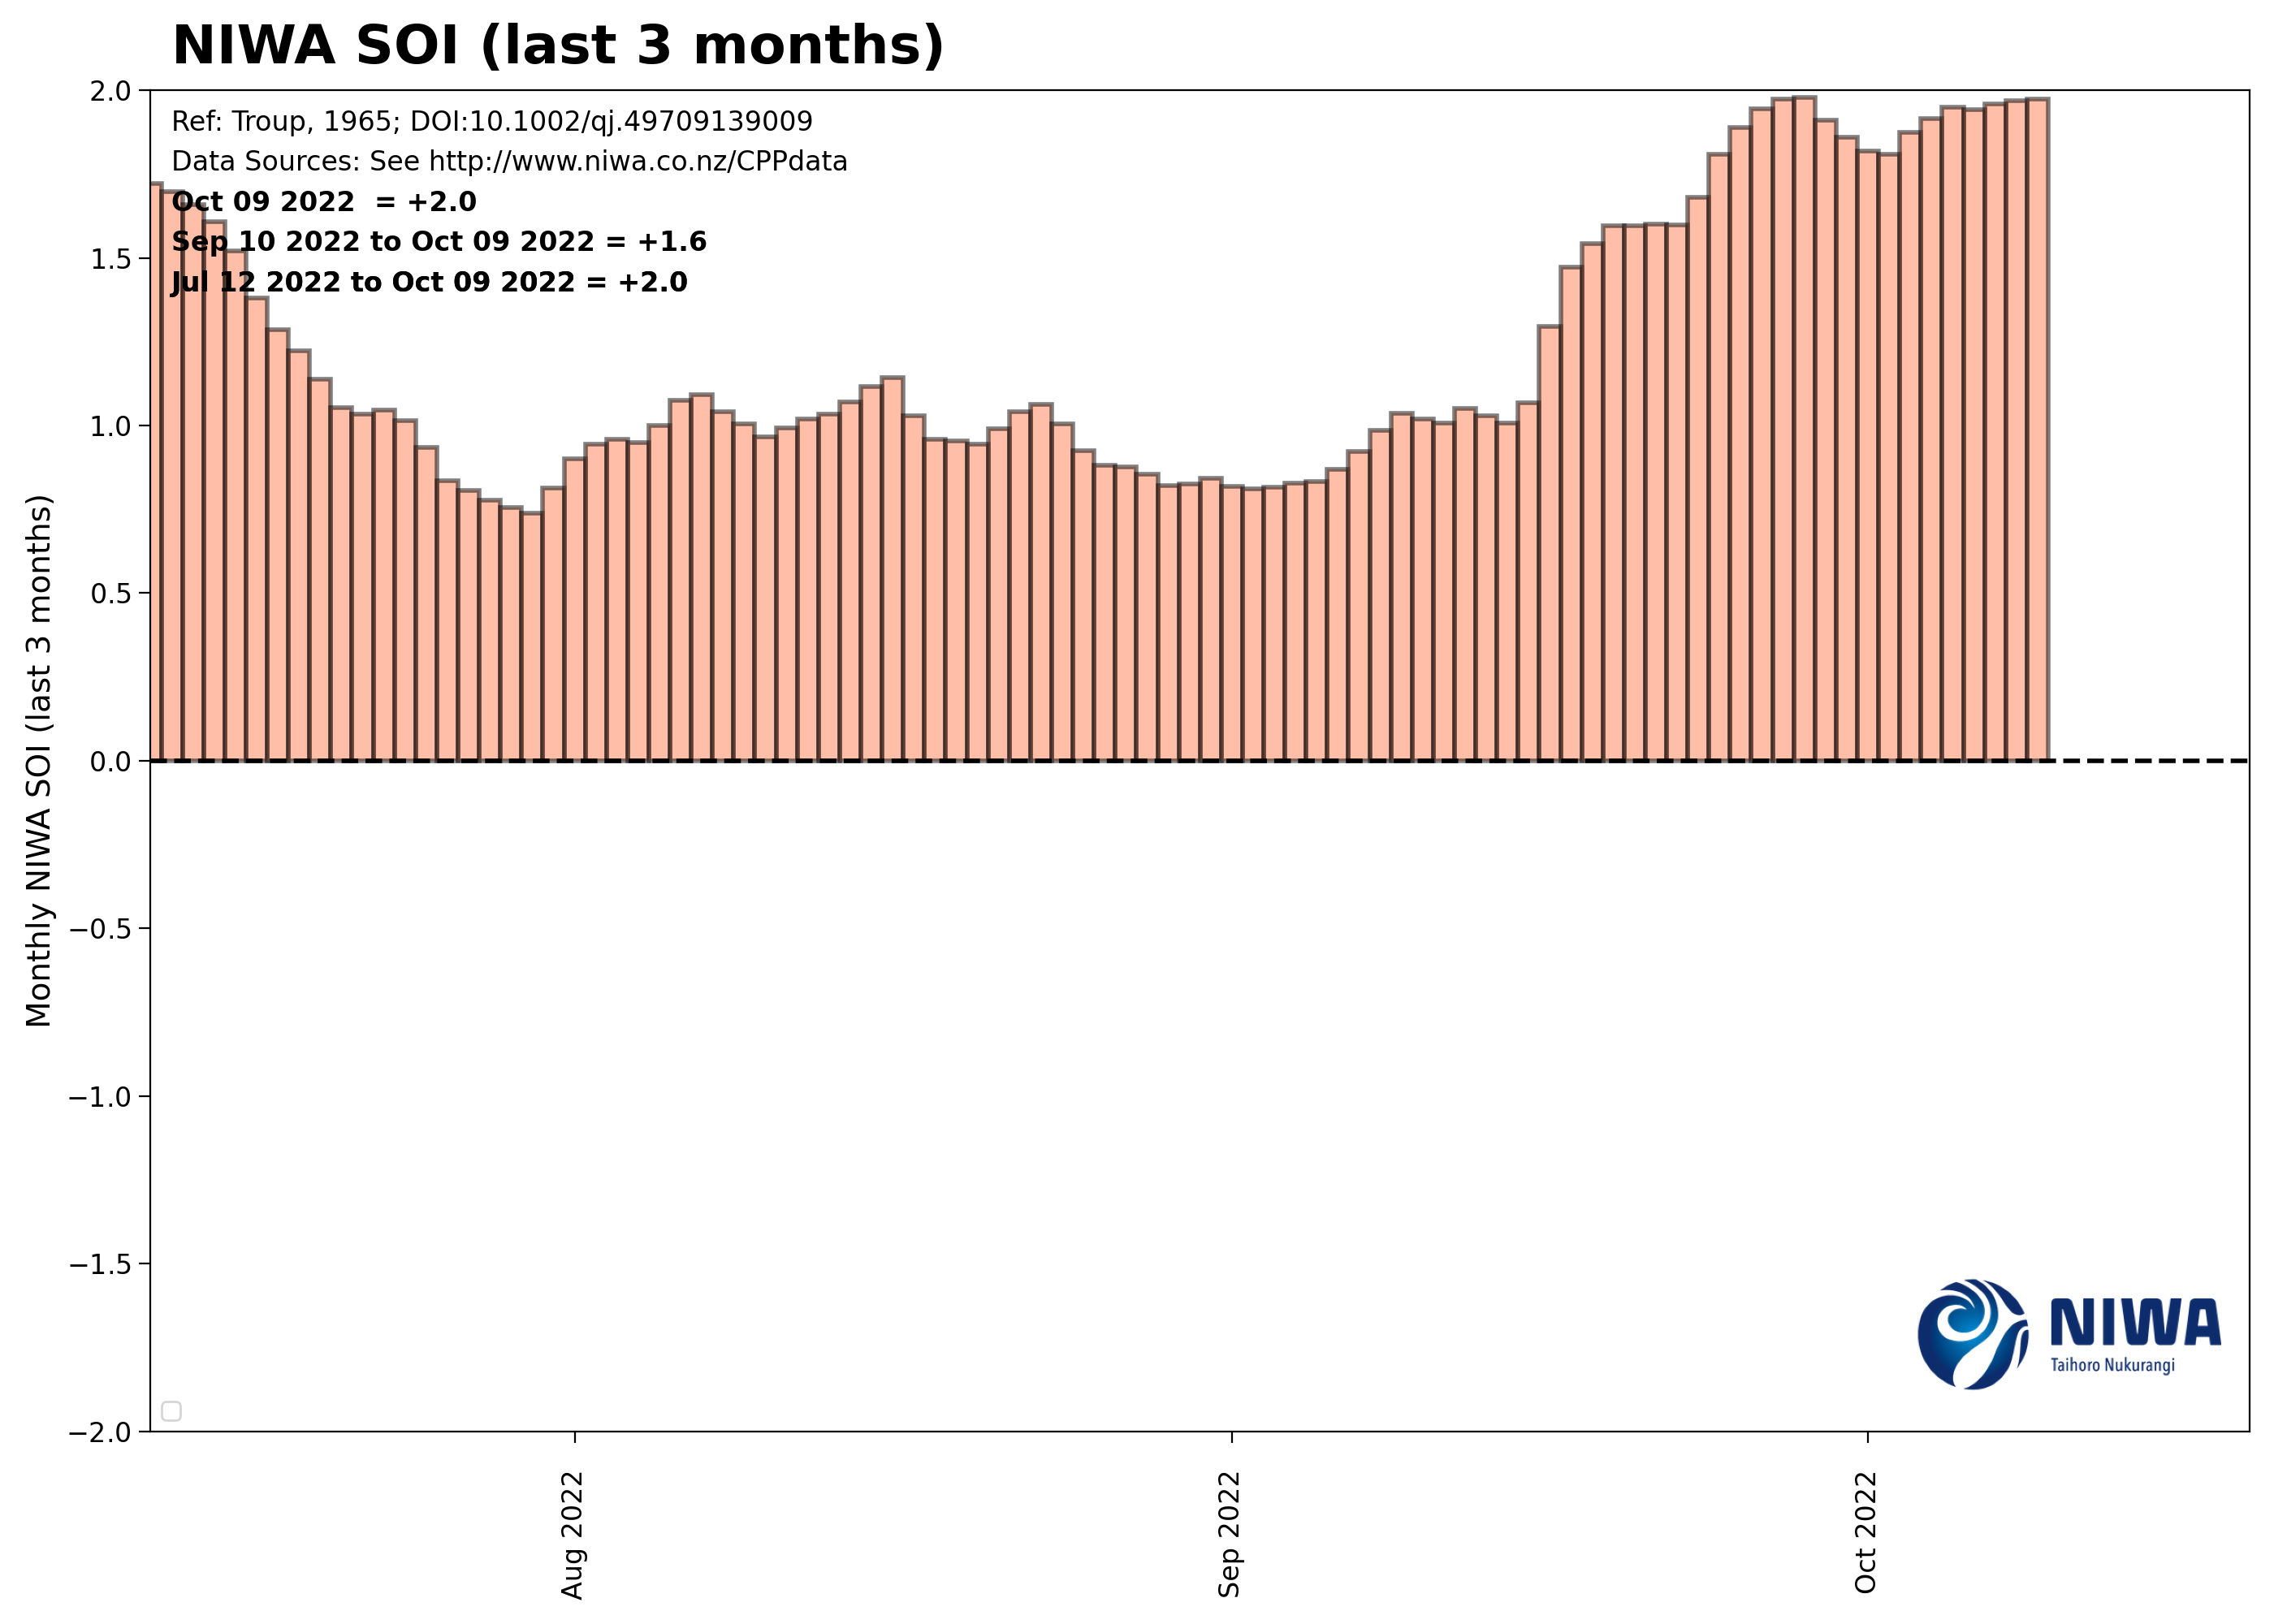 NIWA SOI (last 3 months)
Ref: Troup, 1965; DOI:10.1002/qj.49709139009
Data Sources: See http://www.niwa.co.nz/CPPdata
Oct 09 2022  = +2.0
Sep 10 2022 to Oct 09 2022 = +1.6
Jul 12 2022 to Oct 09 2022 = +2.0
Monthly NIWA SOI (last 3 months)
2.0
1.5
1.0
0.5
0.0
−0.5
−1.0
−1.5
−2.0
NIWA
Taihoro Nukurangi
Aug 2022
Sep 2022
Oct 2022